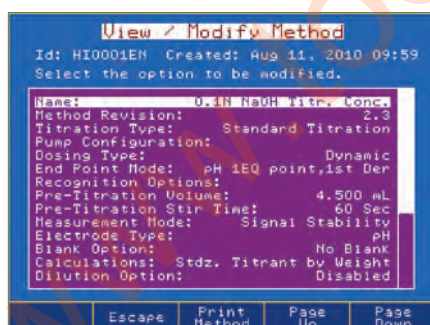 View / Modify Method
Id: HI0001EN Created: Aug 11, 2010 09:59
Select the option to be modified.
Name: 0.1N NaOH Titr. Conc.
Method Revision: 2.3
Titration Type: Standard Titration
Pump Configuration:
Dosing Type: Dynamic
End Point Mode: pH 1EQ point,1st Der
Recognition Options:
Pre-Titration Volume: 4.500 mL
Pre-Titration Stir Time: 60 Sec
Measurement Mode: Signal Stability
Electrode Type: pH
Blank Option: No Blank
Calculations: Stdz. Titrant by Weight
Dilution Option: Disabled
Escape Print Method Page Up Page Down